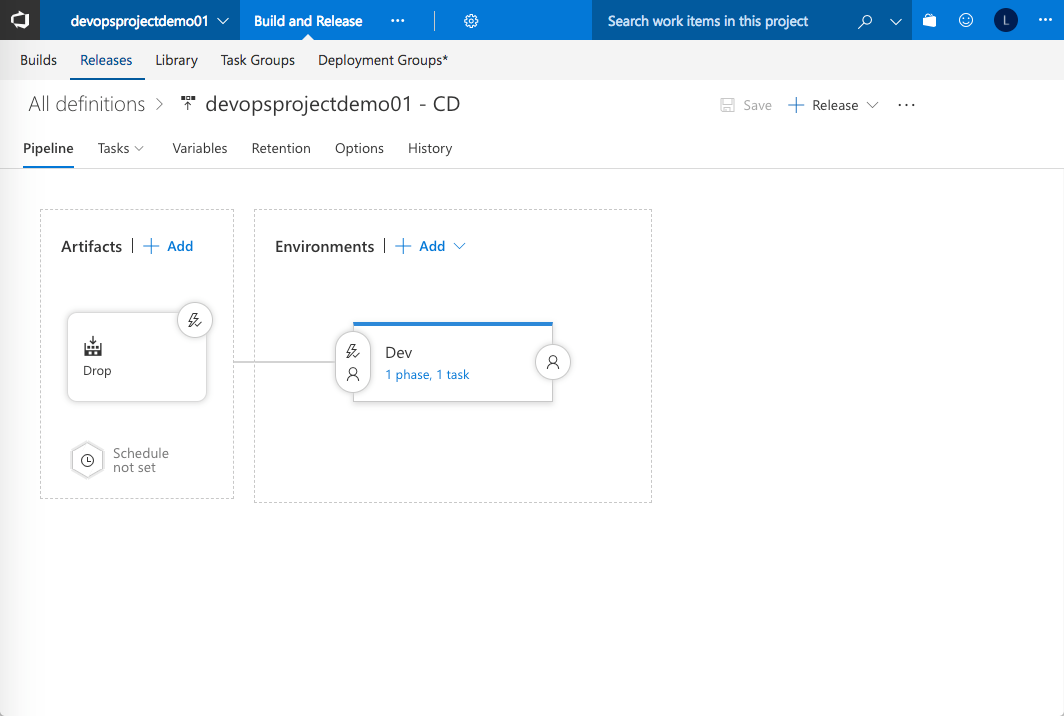 devopsprojectdemo01
Build and Release
Search work items in this project
L
Builds
Releases
Library
Task Groups
Deployment Groups*
All definitions
devopsprojectdemo01 - CD
Save
Release
Pipeline
Tasks
Variables
Retention
Options
History
Artifacts
Add
Environments
Add
Drop
Dev
1 phase, 1 task
Schedule
not set